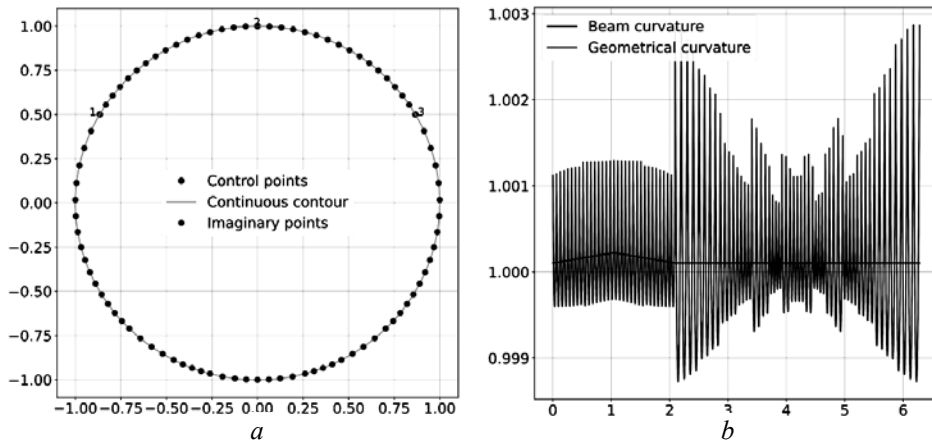 1.00
0.75
0.50
0.25
0.00
−0.25
−0.50
−0.75
−1.00
1
2
3
Control points
Continuous contour
Imaginary points
−1.00 −0.75 −0.50 −0.25 0.00 0.25 0.50 0.75 1.00
a
1.003
1.002
1.001
1.000
0.999
Beam curvature
Geometrical curvature
0 1 2 3 4 5 6
b